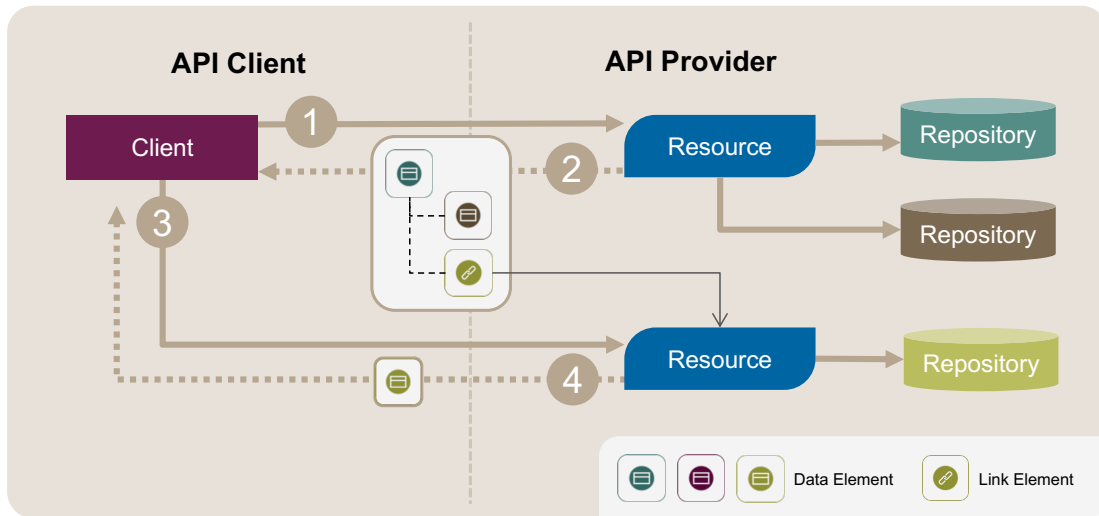 API Client
API Provider
1
Client
Resource
Repository
2
3
Repository
Resource
Repository
4
Data Element
Link Element